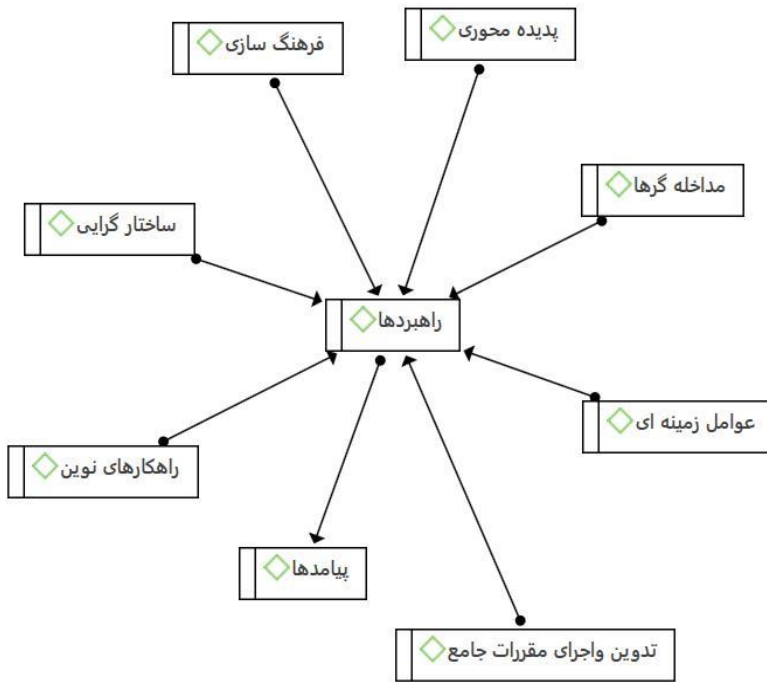 پدیده محوری
فرهنگ سازی
مداخله گرها
ساختار گرایی
راهبردها
عوامل زمینه ای
راهکارهای نوین
پیامدها
تدوین واجرای مقررات جامع